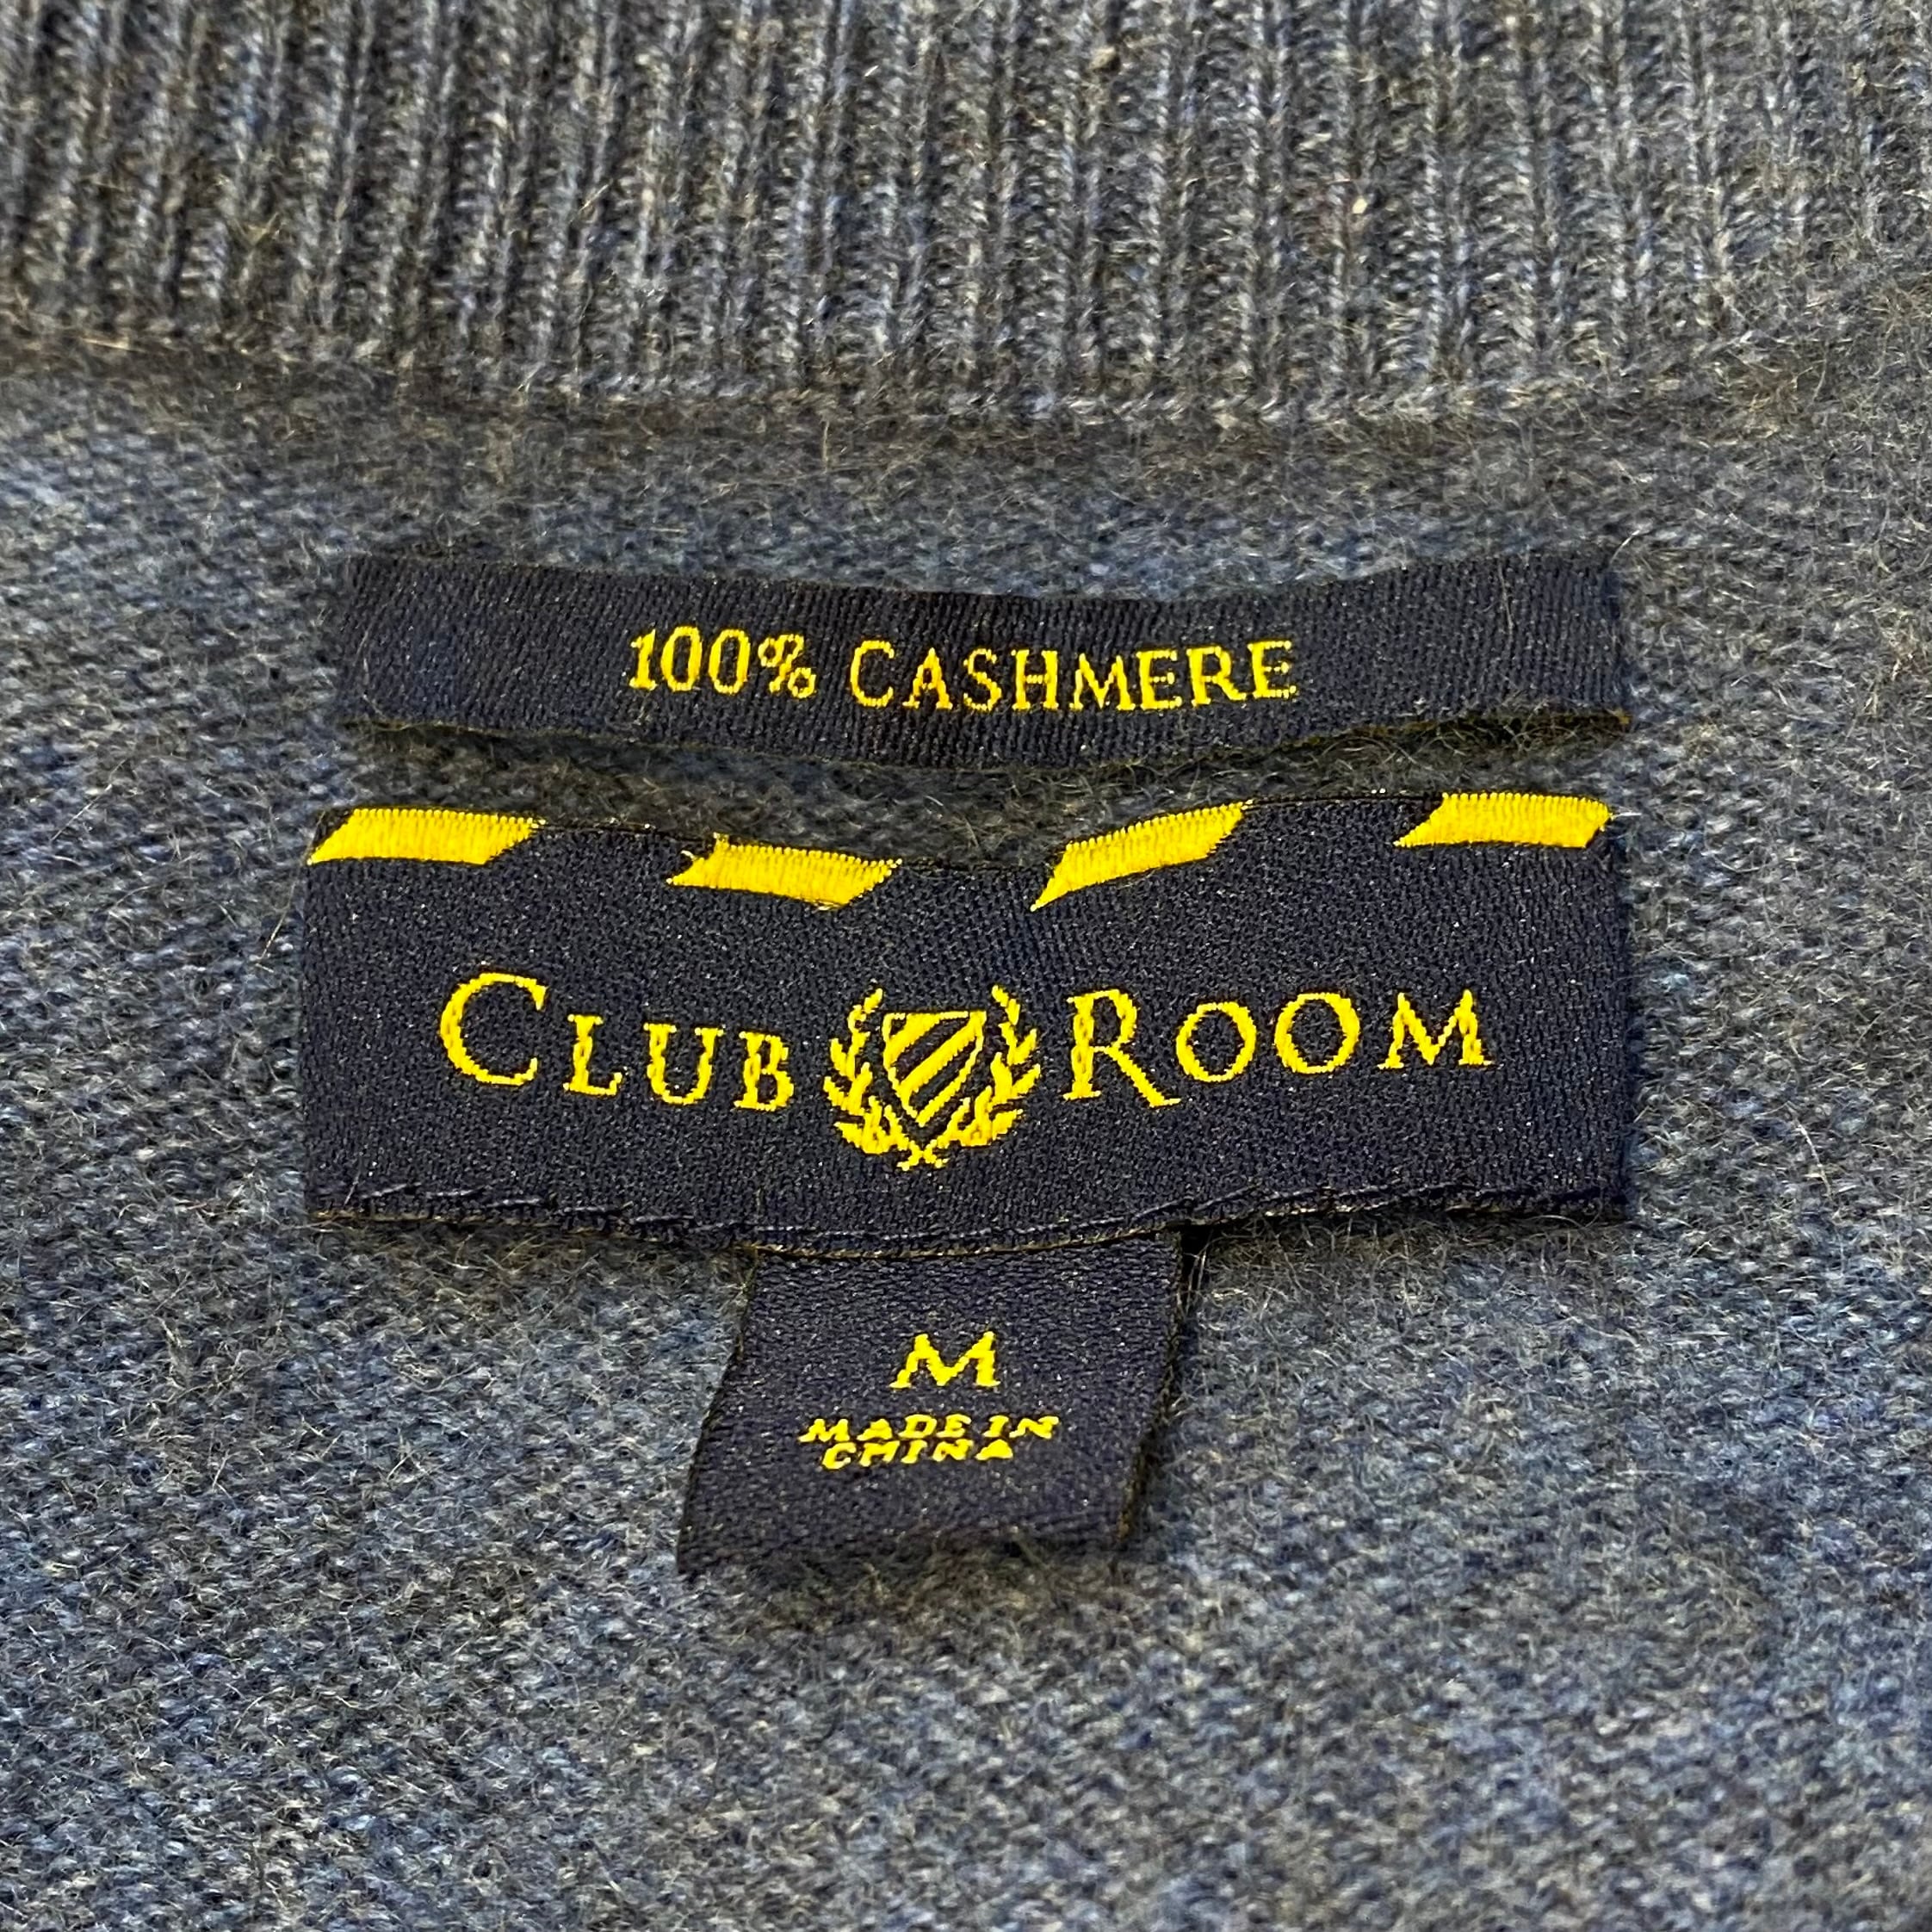 100% CASHMERE
CLUB ROOM
M
MADE IN
CHINA